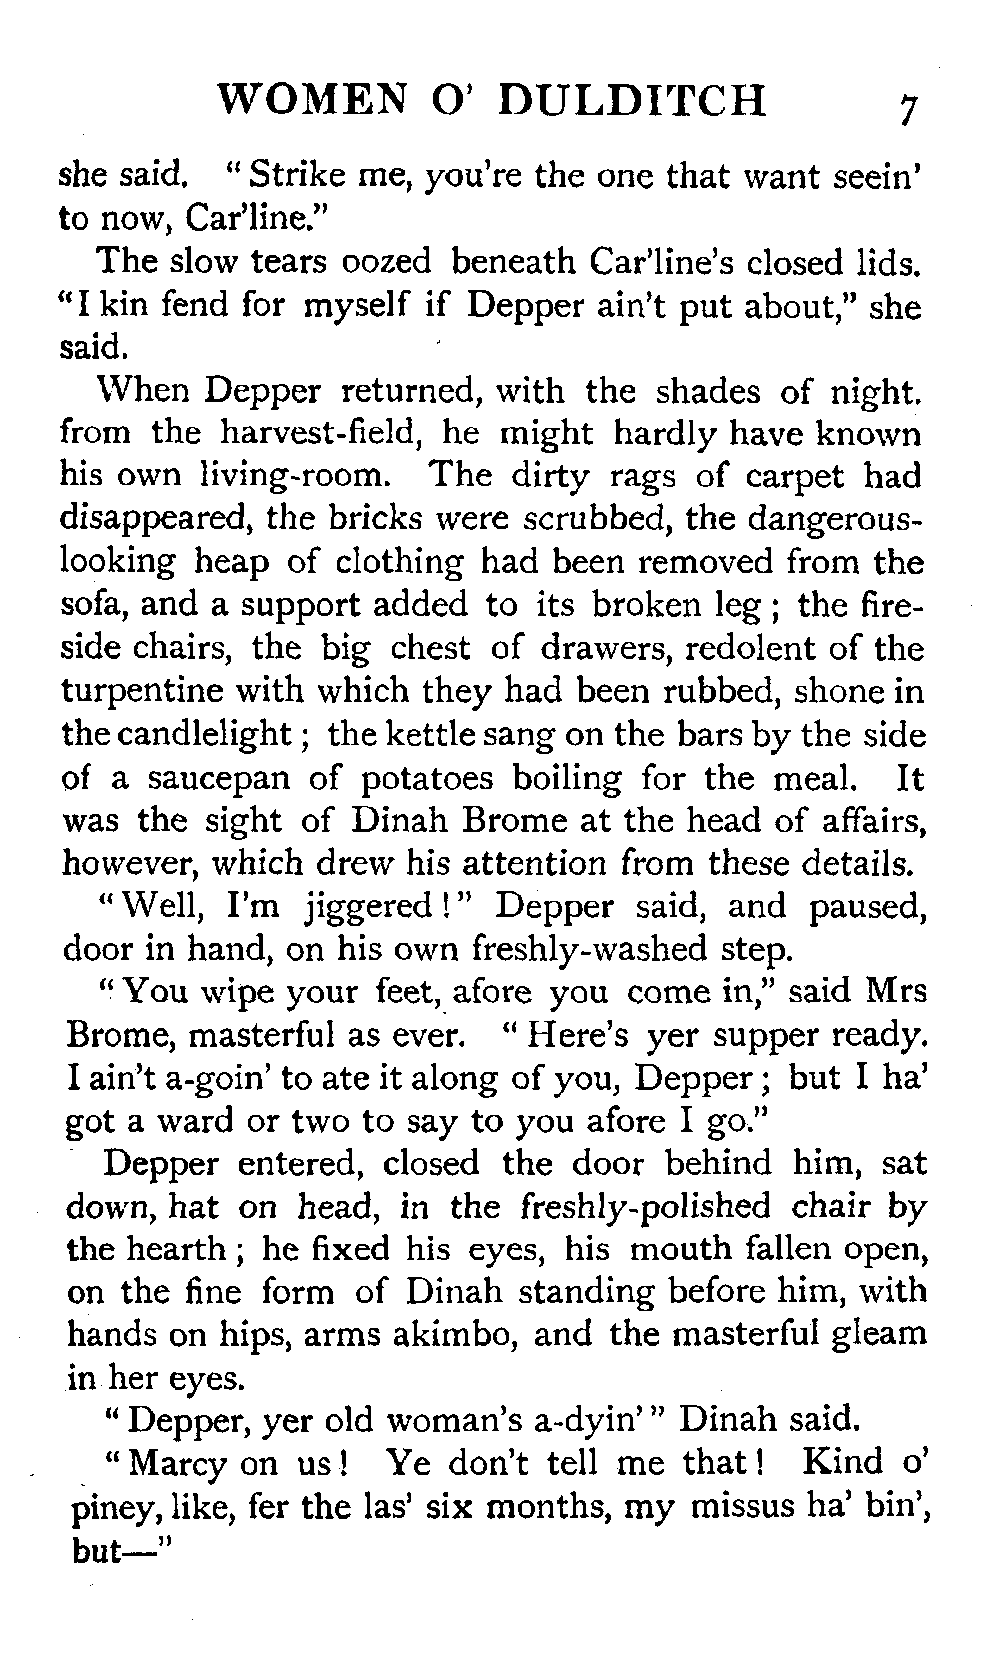 WOMEN O' DULDITCH 7
she said. "Strike me, you're the one that want seein'
to now, Car'line."
The slow tears oozed beneath Car'line's closed lids.
"I kin fend for myself if Depper ain't put about," she
said.
When Depper returned, with the shades of night.
from the harvest-field, he might hardly have known
his own living-room. The dirty rags of carpet had
disappeared, the bricks were scrubbed, the dangerous-
looking heap of clothing had been removed from the
sofa, and a support added to its broken leg; the fire-
side chairs, the big chest of drawers, redolent of the
turpentine with which they had been rubbed, shone in
the candlelight; the kettle sang on the bars by the side
of a saucepan of potatoes boiling for the meal. It
was the sight of Dinah Brome at the head of affairs,
however, which drew his attention from these details.
"Well, I'm jiggered!" Depper said, and paused,
door in hand, on his own freshly-washed step.
"You wipe your feet, afore you come in," said Mrs
Brome, masterful as ever. "Here's yer supper ready.
I ain't a-goin' to ate it along of you, Depper; but I ha'
got a ward or two to say to you afore I go."
Depper entered, closed the door behind him, sat
down, hat on head, in the freshly-polished chair by
the hearth; he fixed his eyes, his mouth fallen open,
on the fine form of Dinah standing before him, with
hands on hips, arms akimbo, and the masterful gleam
in her eyes.
"Depper, yer old woman's a-dyin'" Dinah said.
"Marcy on us! Ye don't tell me that! Kind o'
piney, like, fer the las' six months, my missus ha' bin',
but—"